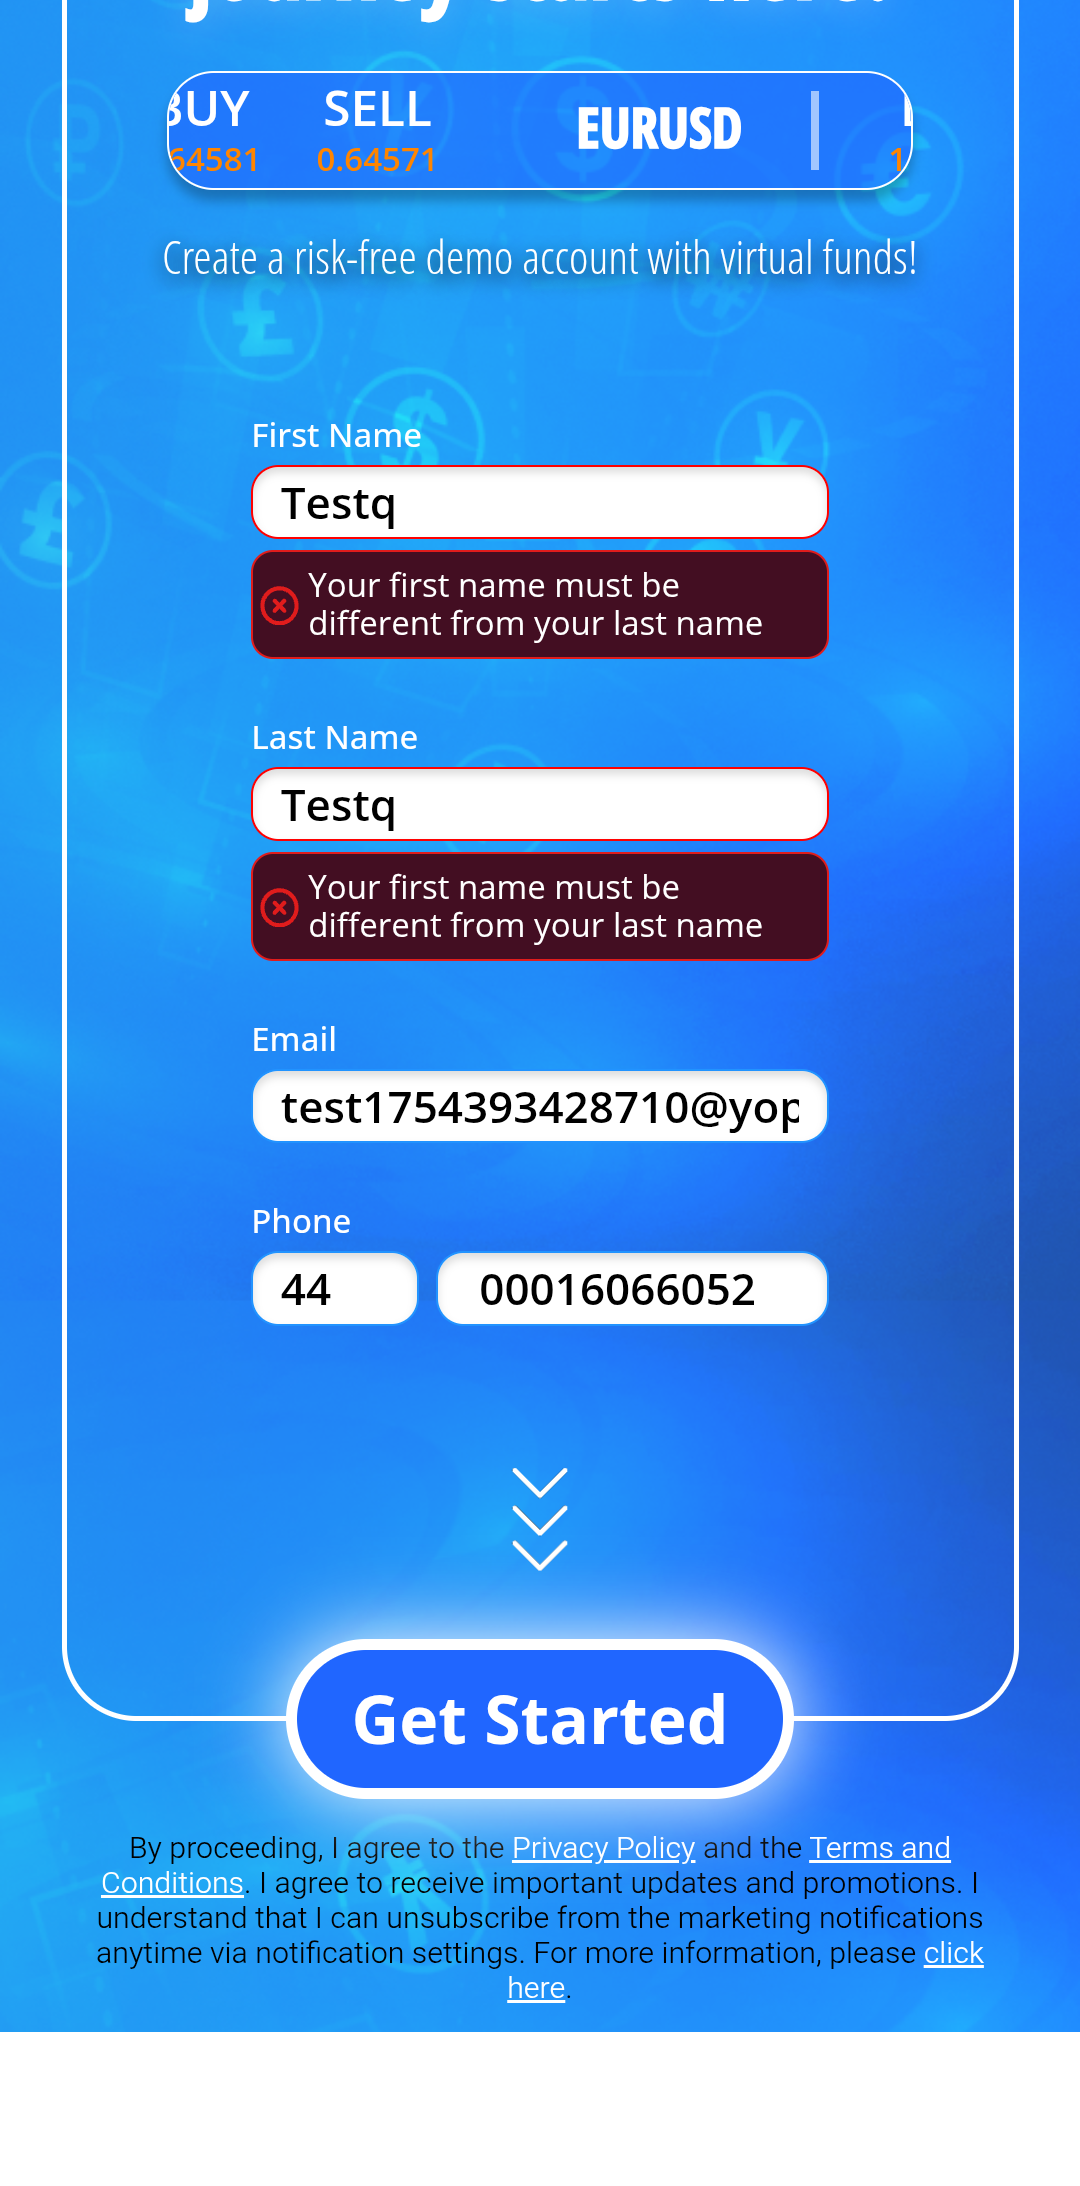 BUY SELL EURUSD
64581 0.64571 1
Create a risk-free demo account with virtual funds!
First Name
Testq
Your first name must be
different from your last name
Last Name
Testq
Your first name must be
different from your last name
Email
test1754393428710@yop
Phone
44 00016066052
Get Started
By proceeding, I agree to the Privacy Policy and the Terms and
Conditions. I agree to receive important updates and promotions. I
understand that I can unsubscribe from the marketing notifications
anytime via notification settings. For more information, please click
here.